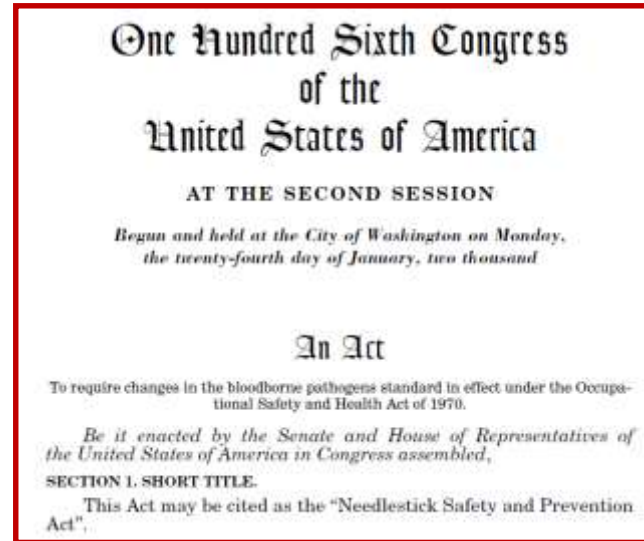 One Hundred Sixth Congress
of the
United States of America
AT THE SECOND SESSION
Begun and held at the City of Washington on Monday,
the twenty-fourth day of January, two thousand
An Act
To require changes in the bloodborne pathogens standard in effect under the Occupa-
tional Safety and Health Act of 1970.
Be it enacted by the Senate and House of Representatives of
the United States of America in Congress assembled,
SECTION 1. SHORT TITLE.
This Act may be cited as the “Needlestick Safety and Prevention
Act”.